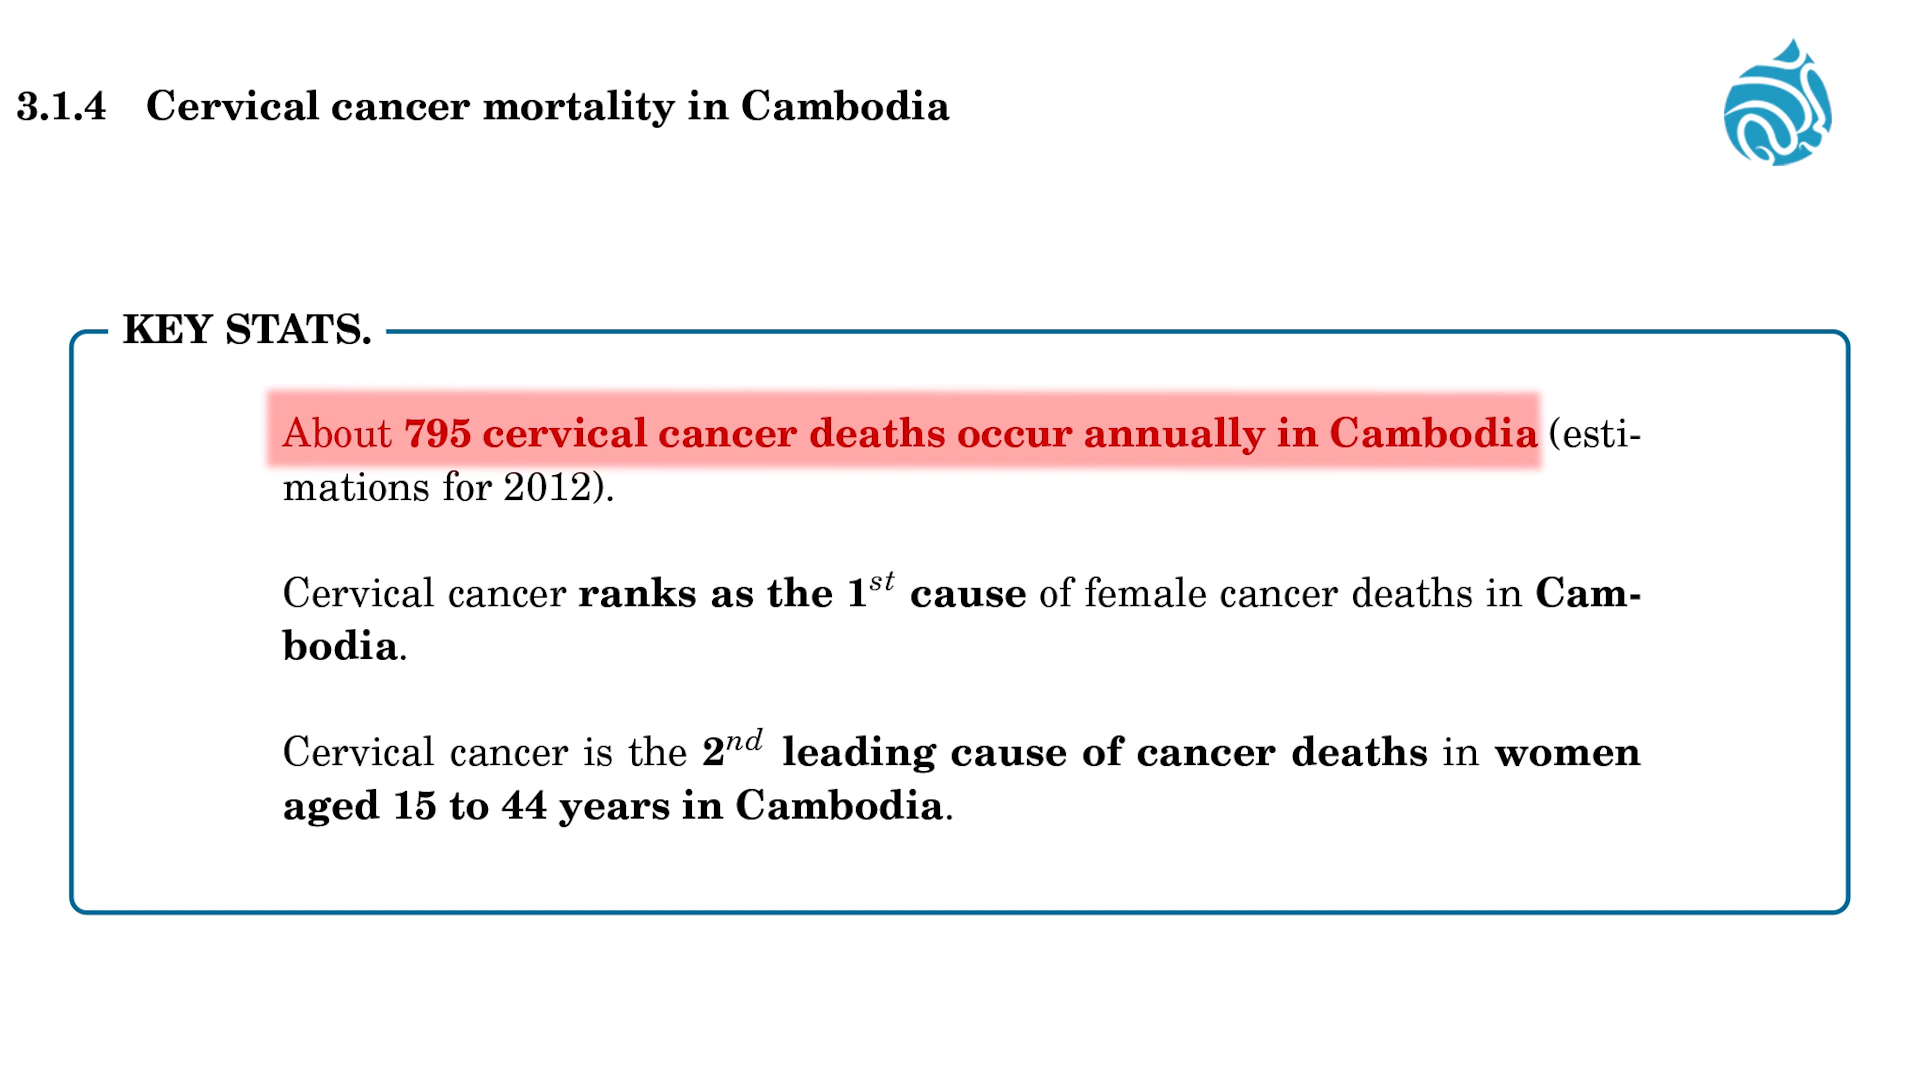 3.1.4 Cervical cancer mortality in Cambodia
KEY STATS.
About 795 cervical cancer deaths occur annually in Cambodia (esti-
mations for 2012).
Cervical cancer ranks as the 1st cause of female cancer deaths in Cam-
bodia.
Cervical cancer is the 2nd leading cause of cancer deaths in women
aged 15 to 44 years in Cambodia.